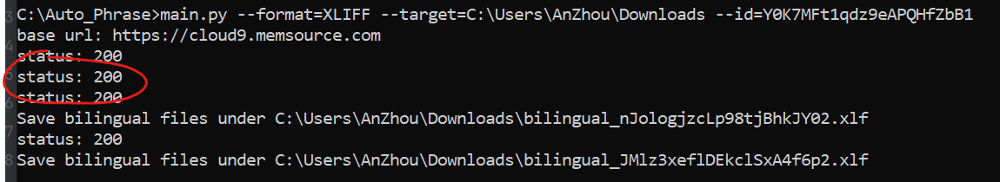 C:\Auto_Phrase>main.py --format=XLIFF --target=C:\Users\AnZhou\Downloads --id=Y0K7MFt1qdz9eAPQHfZbB1
base url: https://cloud9.memsource.com
status: 200
status: 200
status: 200
Save bilingual files under C:\Users\AnZhou\Downloads\bilingual_nJologjzcLp98tjBhkJY02.xlf
status: 200
Save bilingual files under C:\Users\AnZhou\Downloads\bilingual_JMlz3xeflDEkclSxA4f6p2.xlf